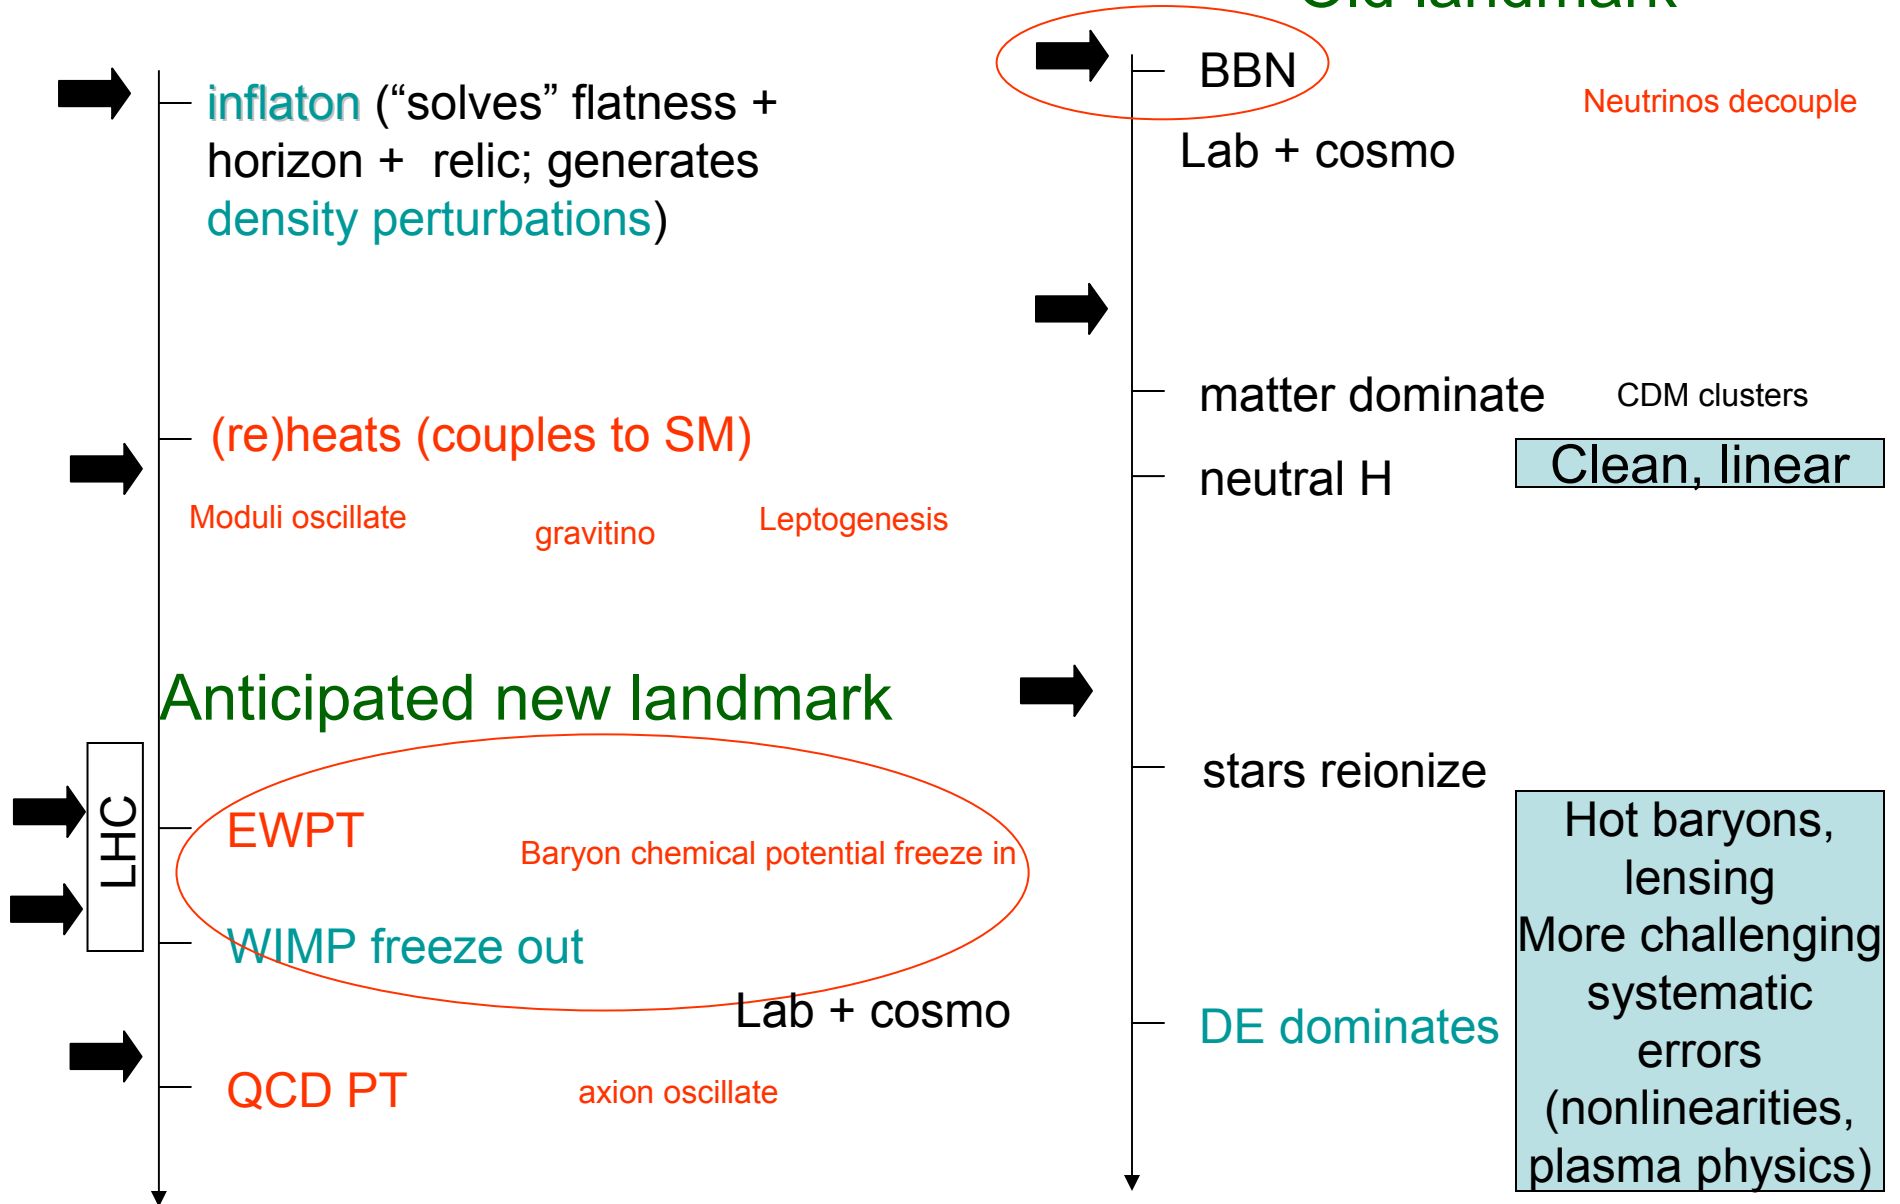 Old landmark
inflaton (“solves” flatness +
horizon + relic; generates
density perturbations)
(re)heats (couples to SM)
Moduli oscillate
gravitino
Leptogenesis
Anticipated new landmark
LHC
EWPT
Baryon chemical potential freeze in
WIMP freeze out
Lab + cosmo
QCD PT
axion oscillate
BBN
Neutrinos decouple
Lab + cosmo
matter dominate
CDM clusters
neutral H
Clean, linear
stars reionize
DE dominates
Hot baryons,
lensing
More challenging
systematic
errors
(nonlinearities,
plasma physics)